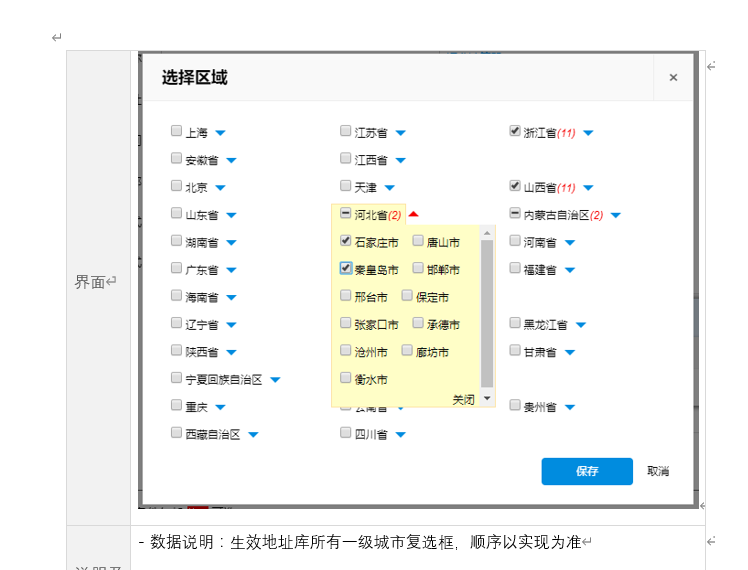 选择区域 ×
上海 江苏省 浙江省(11)
安徽省 江西省
北京 天津 山西省(11)
山东省 河北省(2) 内蒙古自治区(2)
湖南省 石家庄市 唐山市 河南省
广东省 秦皇岛市 邯郸市 福建省
海南省 邢台市 保定市
辽宁省 张家口市 承德市 黑龙江省
陕西省 沧州市 廊坊市 甘肃省
宁夏回族自治区 衡水市
关闭
重庆 贵州省
西藏自治区 四川省
保存 取消
界面
- 数据说明：生效地址库所有一级城市复选框，顺序以实现为准